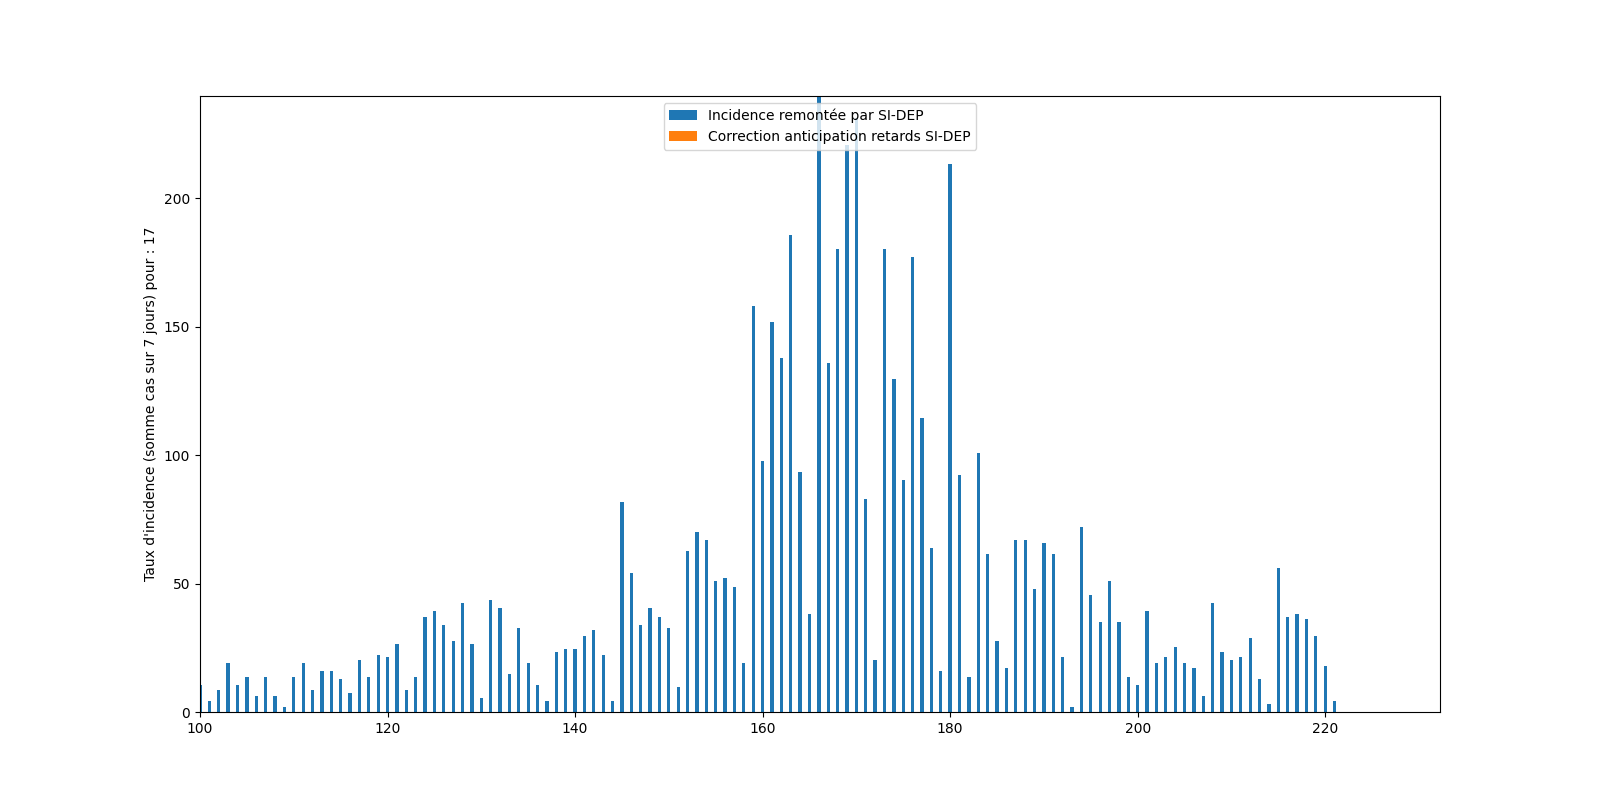 Incidence remontée par SI-DEP
Correction anticipation retards SI-DEP
Taux d'incidence (somme cas sur 7 jours) pour : 17
200
150
100
50
0
100 120 140 160 180 200 220